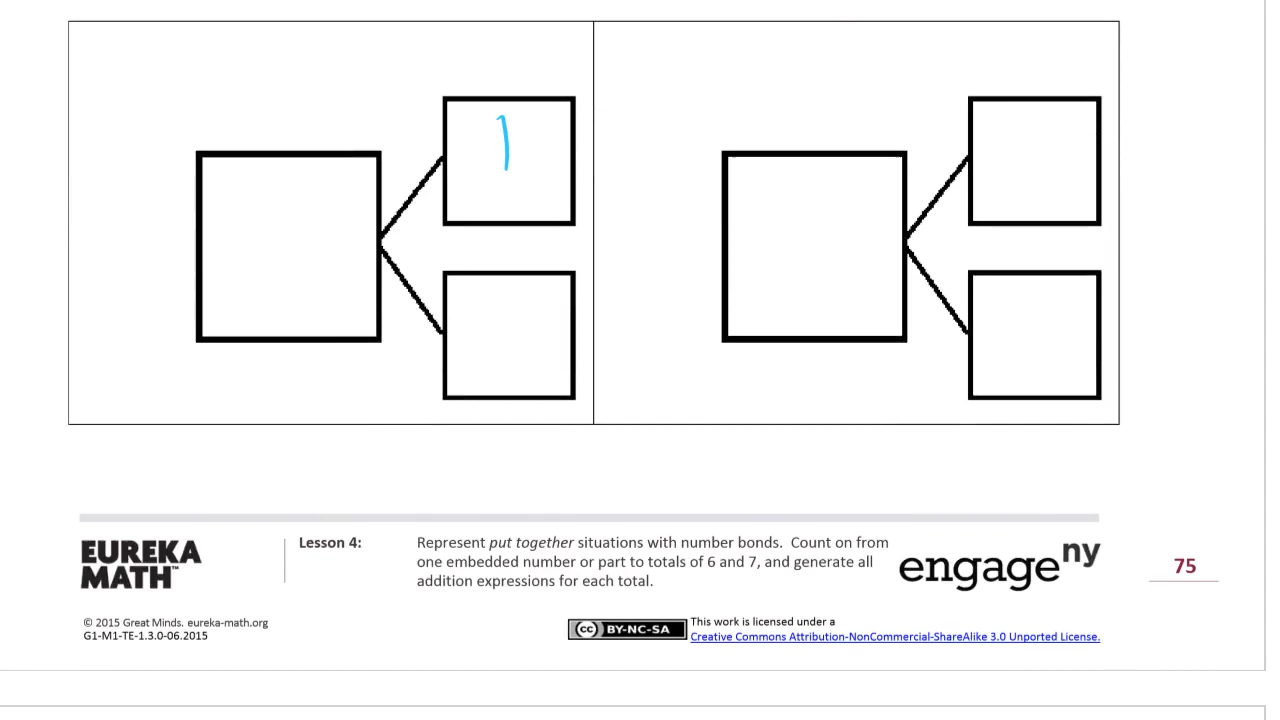 1
EUREKA
MATH™
Lesson 4:
Represent put together situations with number bonds. Count on from
one embedded number or part to totals of 6 and 7, and generate all
addition expressions for each total.
engage ny
75
© 2015 Great Minds. eureka-math.org
G1-M1-TE-1.3.0-06.2015
cc BY-NC-SA
This work is licensed under a
Creative Commons Attribution-NonCommercial-ShareAlike 3.0 Unported License.